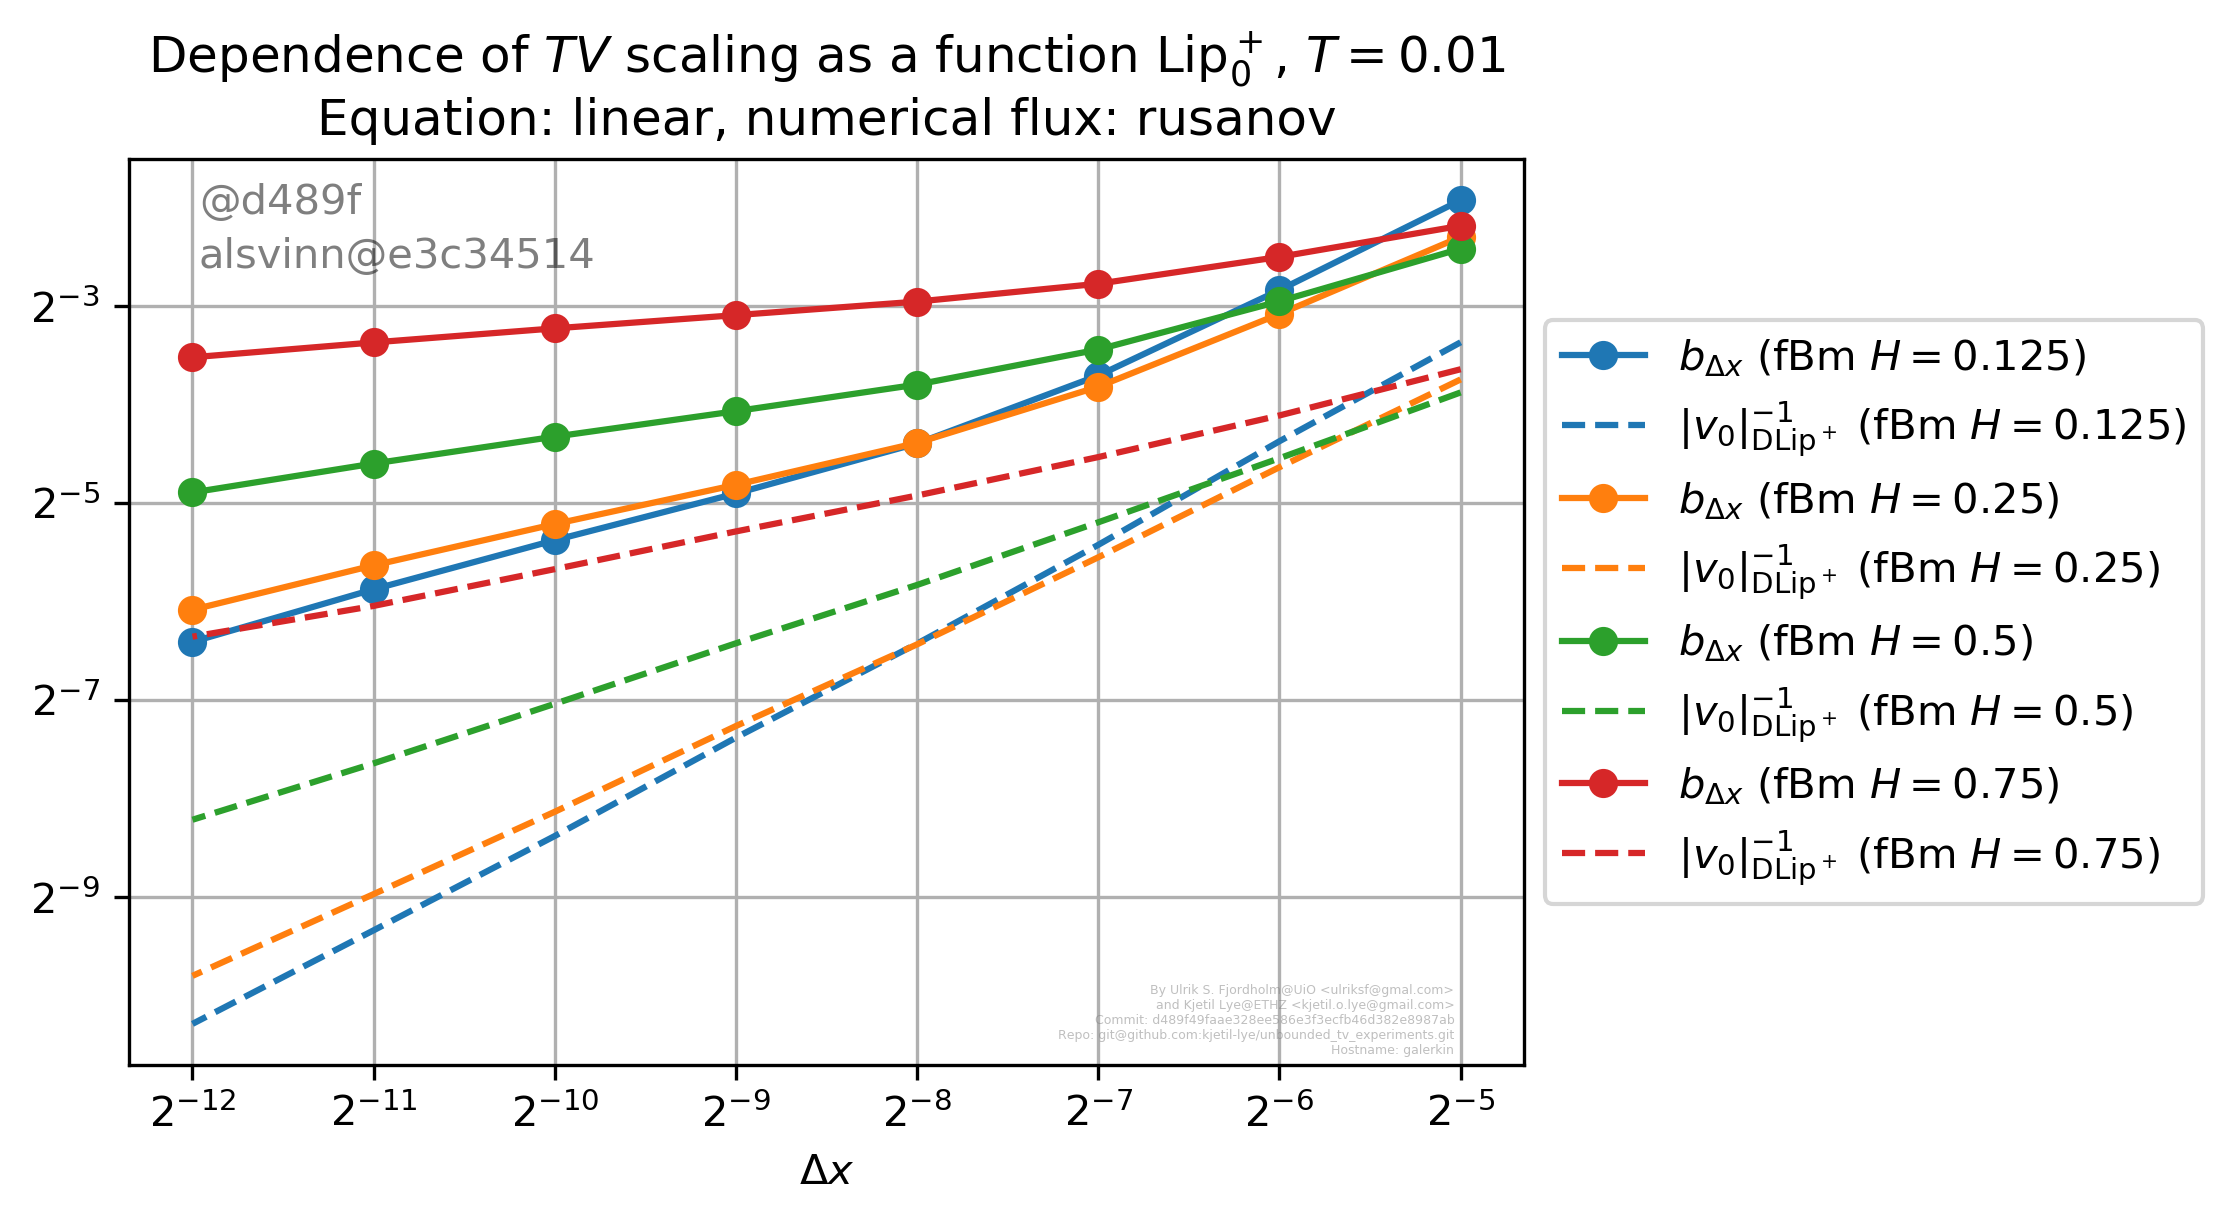 Dependence of TV scaling as a function Lip₀⁺, T = 0.01
Equation: linear, numerical flux: rusanov
@d489f
alsvinn@e3c34514
2⁻³
2⁻⁵
2⁻⁷
2⁻⁹
2⁻¹² 2⁻¹¹ 2⁻¹⁰ 2⁻⁹ 2⁻⁸ 2⁻⁷ 2⁻⁶ 2⁻⁵
Δx
By Ulrik S. Fjordholm@UiO <ulriksf@gmal.com>
and Kjetil Lye@ETHZ <kjetil.o.lye@gmail.com>
Commit: d489f49faae328ee586e3f3ecfb46d382e8987ab
Repo: git@github.com:kjetil-lye/unbounded_tv_experiments.git
Hostname: galerkin
b_Δx (fBm H = 0.125)
|v₀|⁻¹_DLip⁺ (fBm H = 0.125)
b_Δx (fBm H = 0.25)
|v₀|⁻¹_DLip⁺ (fBm H = 0.25)
b_Δx (fBm H = 0.5)
|v₀|⁻¹_DLip⁺ (fBm H = 0.5)
b_Δx (fBm H = 0.75)
|v₀|⁻¹_DLip⁺ (fBm H = 0.75)